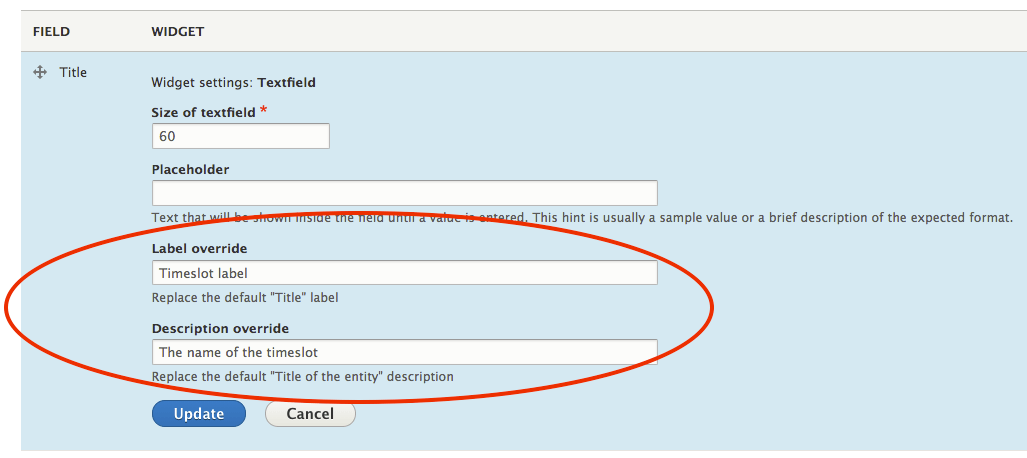 FIELD WIDGET
Title
Widget settings: Textfield
Size of textfield *
60
Placeholder
Text that will be shown inside the field until a value is entered. This hint is usually a sample value or a brief description of the expected format.
Label override
Timeslot label
Replace the default "Title" label
Description override
The name of the timeslot
Replace the default "Title of the entity" description
Update Cancel